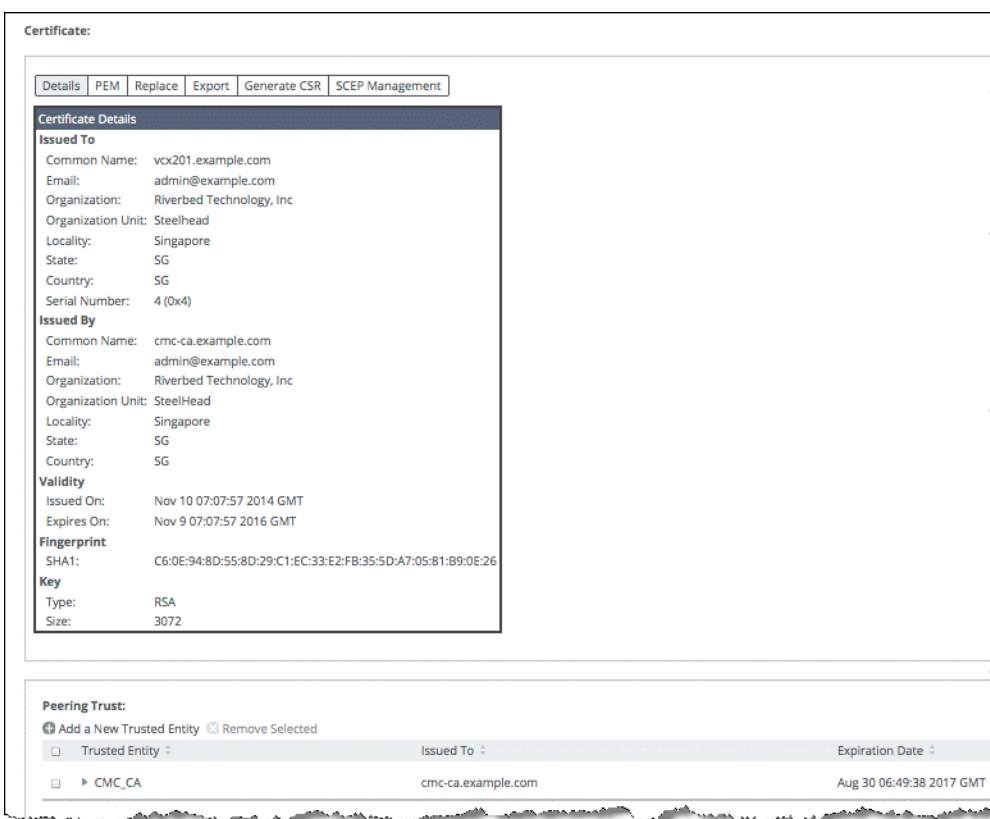 Certificate:
Details PEM Replace Export Generate CSR SCEP Management
Certificate Details
Issued To
Common Name: vcx201.example.com
Email: admin@example.com
Organization: Riverbed Technology, Inc
Organization Unit: Steelhead
Locality: Singapore
State: SG
Country: SG
Serial Number: 4 (0x4)
Issued By
Common Name: cmc-ca.example.com
Email: admin@example.com
Organization: Riverbed Technology, Inc
Organization Unit: SteelHead
Locality: Singapore
State: SG
Country: SG
Validity
Issued On: Nov 10 07:07:57 2014 GMT
Expires On: Nov 9 07:07:57 2016 GMT
Fingerprint
SHA1: C6:0E:94:8D:55:8D:29:C1:EC:33:E2:FB:35:5D:A7:05:81:B9:0E:26
Key
Type: RSA
Size: 3072
Peering Trust:
Add a New Trusted Entity Remove Selected
Trusted Entity Issued To Expiration Date
CMC_CA cmc-ca.example.com Aug 30 06:49:38 2017 GMT